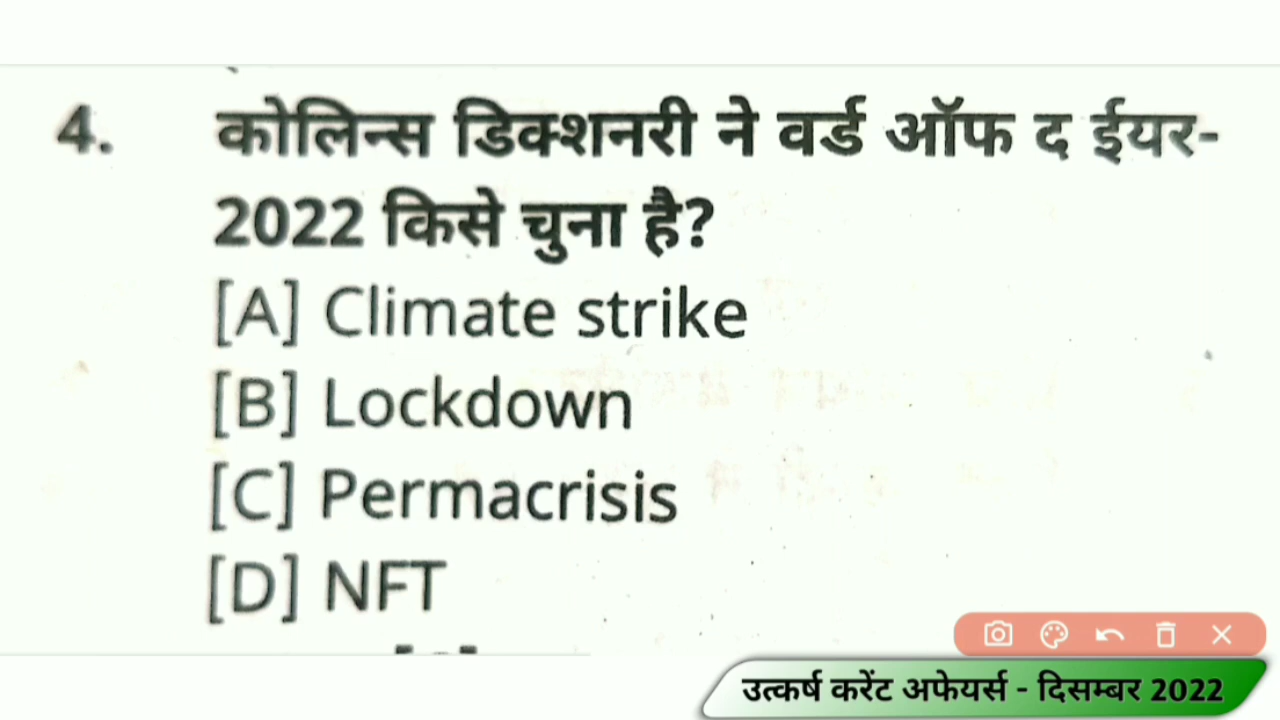 4. कोलिन्स डिक्शनरी ने वर्ड ऑफ द ईयर-
2022 किसे चुना है?
[A] Climate strike
[B] Lockdown
[C] Permacrisis
[D] NFT
उत्कर्ष करेंट अफेयर्स - दिसम्बर 2022